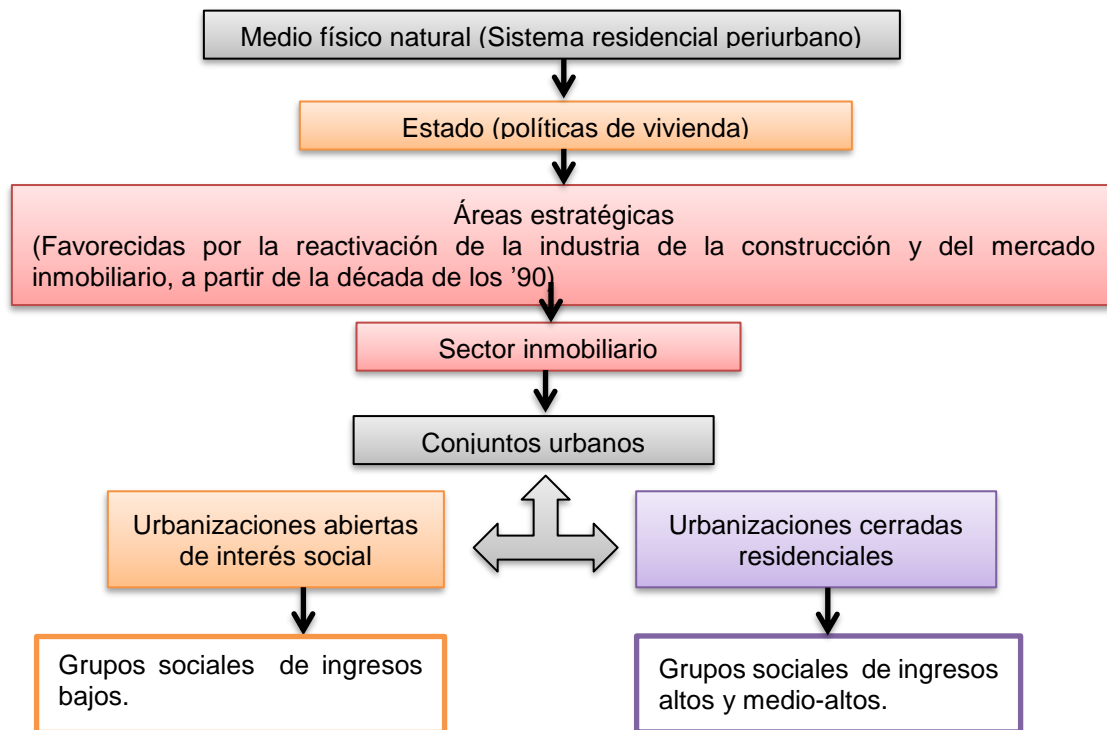 Medio físico natural (Sistema residencial periurbano)
Estado (políticas de vivienda)
Áreas estratégicas
(Favorecidas por la reactivación de la industria de la construcción y del mercado
inmobiliario, a partir de la década de los ’90)
Sector inmobiliario
Conjuntos urbanos
Urbanizaciones abiertas
de interés social
Urbanizaciones cerradas
residenciales
Grupos sociales de ingresos
bajos.
Grupos sociales de ingresos
altos y medio-altos.